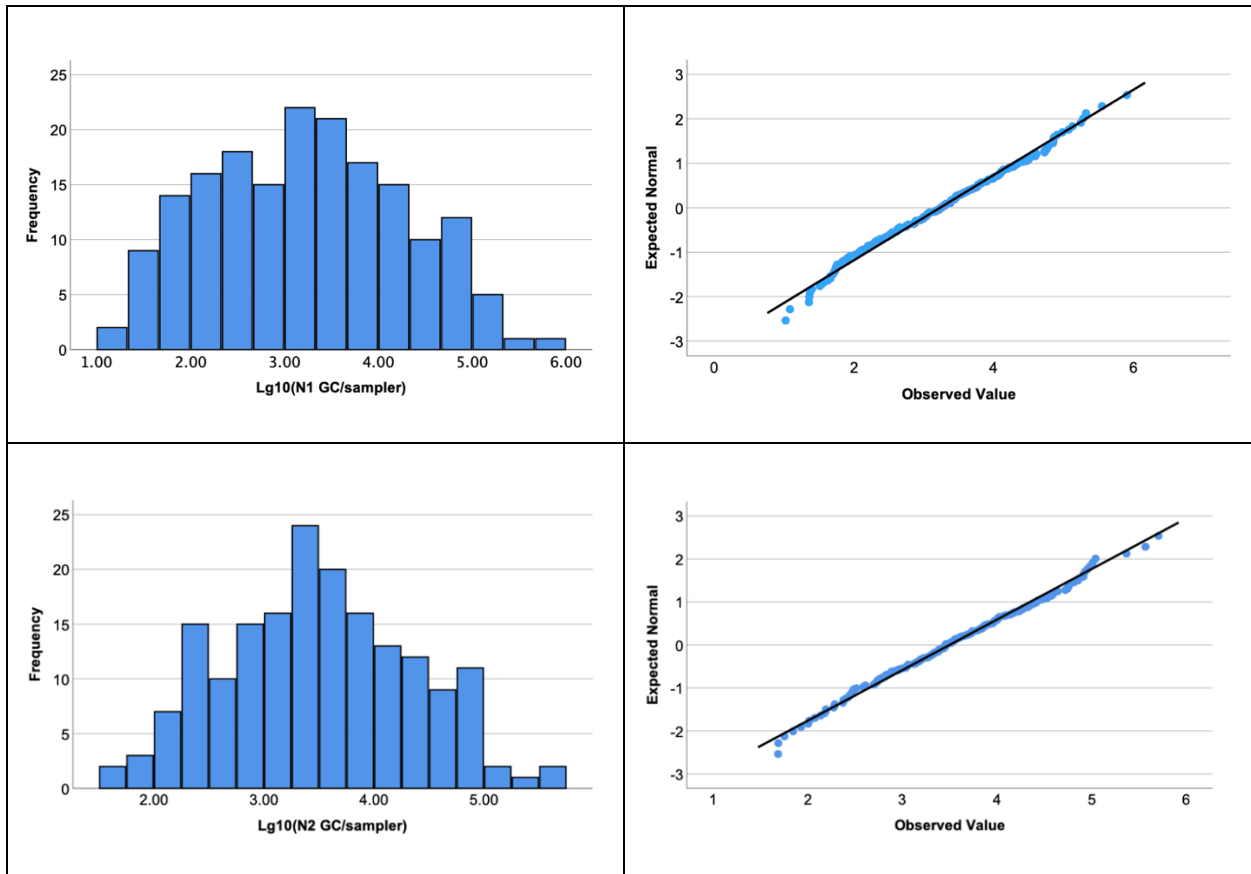 25
20
15
10
5
0
Frequency
1.00 2.00 3.00 4.00 5.00 6.00
Lg10(N1 GC/sampler)
3
2
1
0
-1
-2
-3
Expected Normal
0 2 4 6
Observed Value
25
20
15
10
5
0
Frequency
2.00 3.00 4.00 5.00
Lg10(N2 GC/sampler)
3
2
1
0
-1
-2
-3
Expected Normal
1 2 3 4 5 6
Observed Value